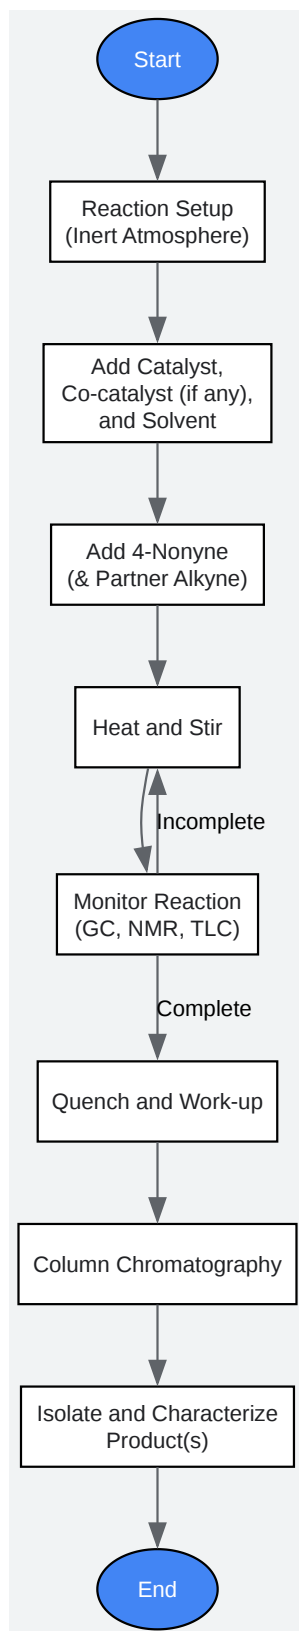 Start
Reaction Setup
(Inert Atmosphere)
Add Catalyst,
Co-catalyst (if any),
and Solvent
Add 4-Nonyne
(& Partner Alkyne)
Heat and Stir
Incomplete
Monitor Reaction
(GC, NMR, TLC)
Complete
Quench and Work-up
Column Chromatography
Isolate and Characterize
Product(s)
End